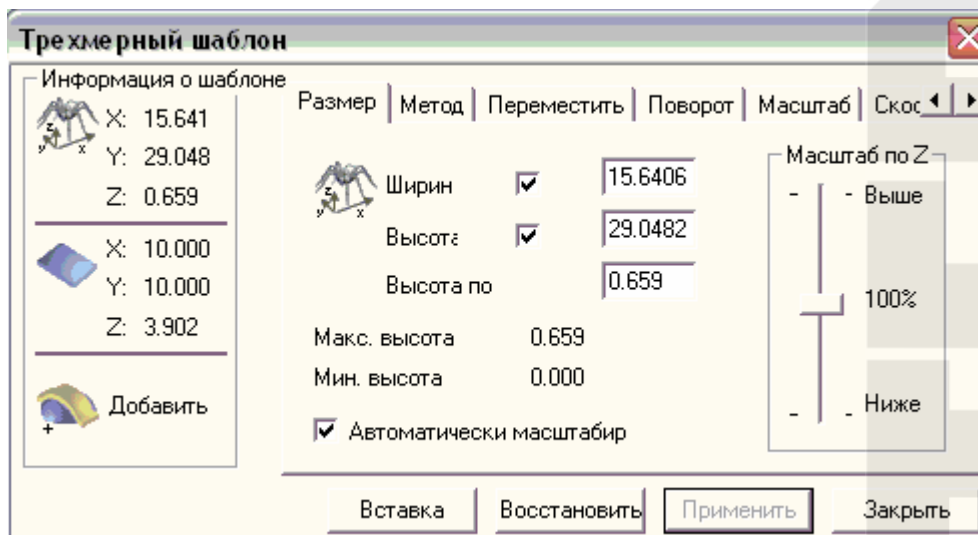 Трехмерный шаблон
Информация о шаблоне
X: 15.641
Y: 29.048
Z: 0.659
X: 10.000
Y: 10.000
Z: 3.902
Добавить
Размер Метод Переместить Поворот Масштаб Скос
Ширин 15.6406
Высота 29.0482
Высота по 0.659
Макс. высота 0.659
Мин. высота 0.000
Автоматически масштабир
Масштаб по Z
Выше
100%
Ниже
Вставка Восстановить Применить Закрыть